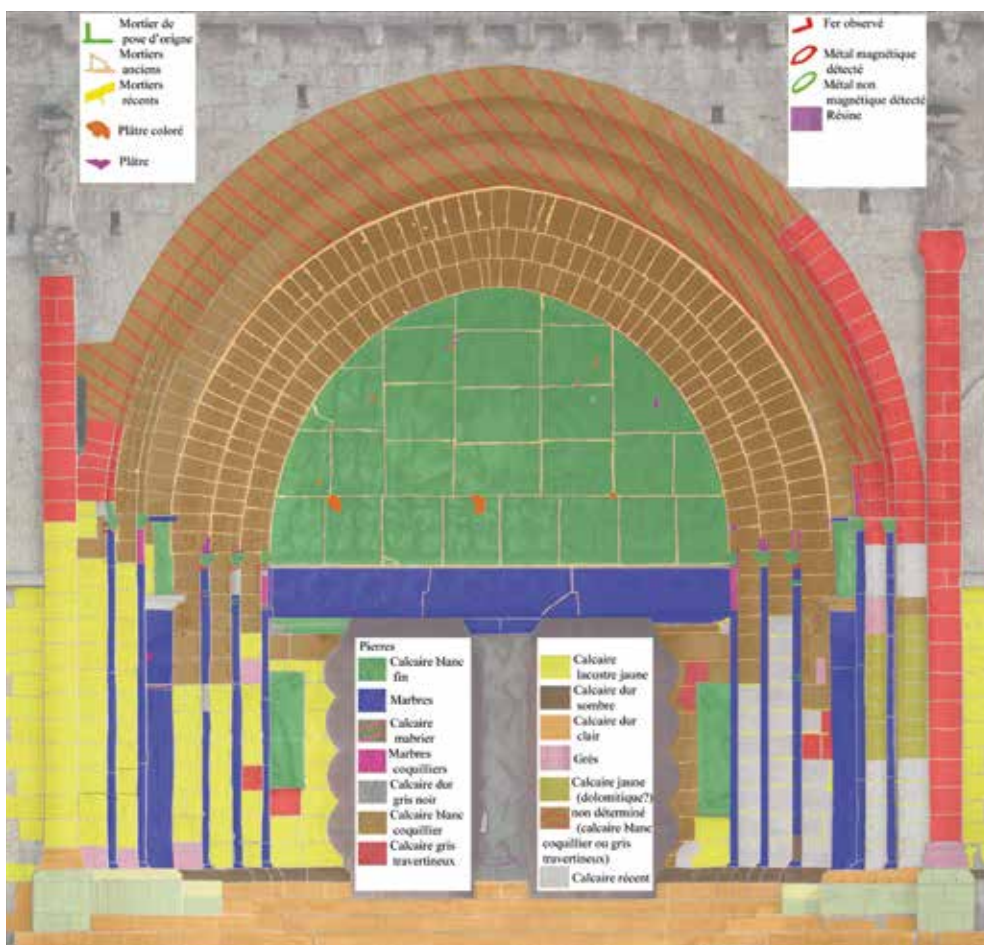 Mortier de
pose d'origne
Mortiers
anciens
Mortiers
récents
Plâtre coloré
Plâtre
Fer observé
Métal magnétique
détecté
Métal non
magnétique détecté
Résine
Pierres
Calcaire blanc
fin
Marbres
Calcaire
mabrier
Marbres
coquilliers
Calcaire dur
gris noir
Calcaire blanc
coquillier
Calcaire gris
travertineux
Calcaire
lacustre jaune
Calcaire dur
sombre
Calcaire dur
clair
Grès
Calcaire jaune
(dolomitique?)
non déterminé
(calcaire blanc
coquillier ou gris
travertineux)
Calcaire récent